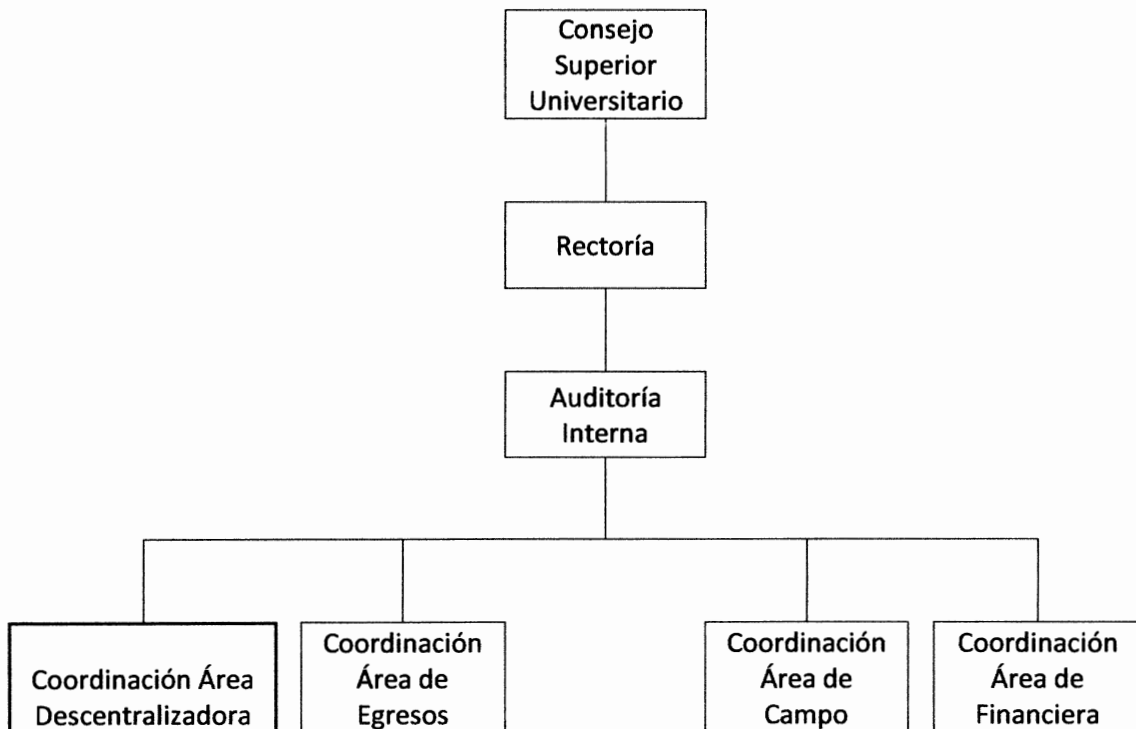 Consejo
Superior
Universitario
Rectoría
Auditoría
Interna
Coordinación Área
Descentralizadora
Coordinación
Área de
Egresos
Coordinación
Área de
Campo
Coordinación
Área de
Financiera